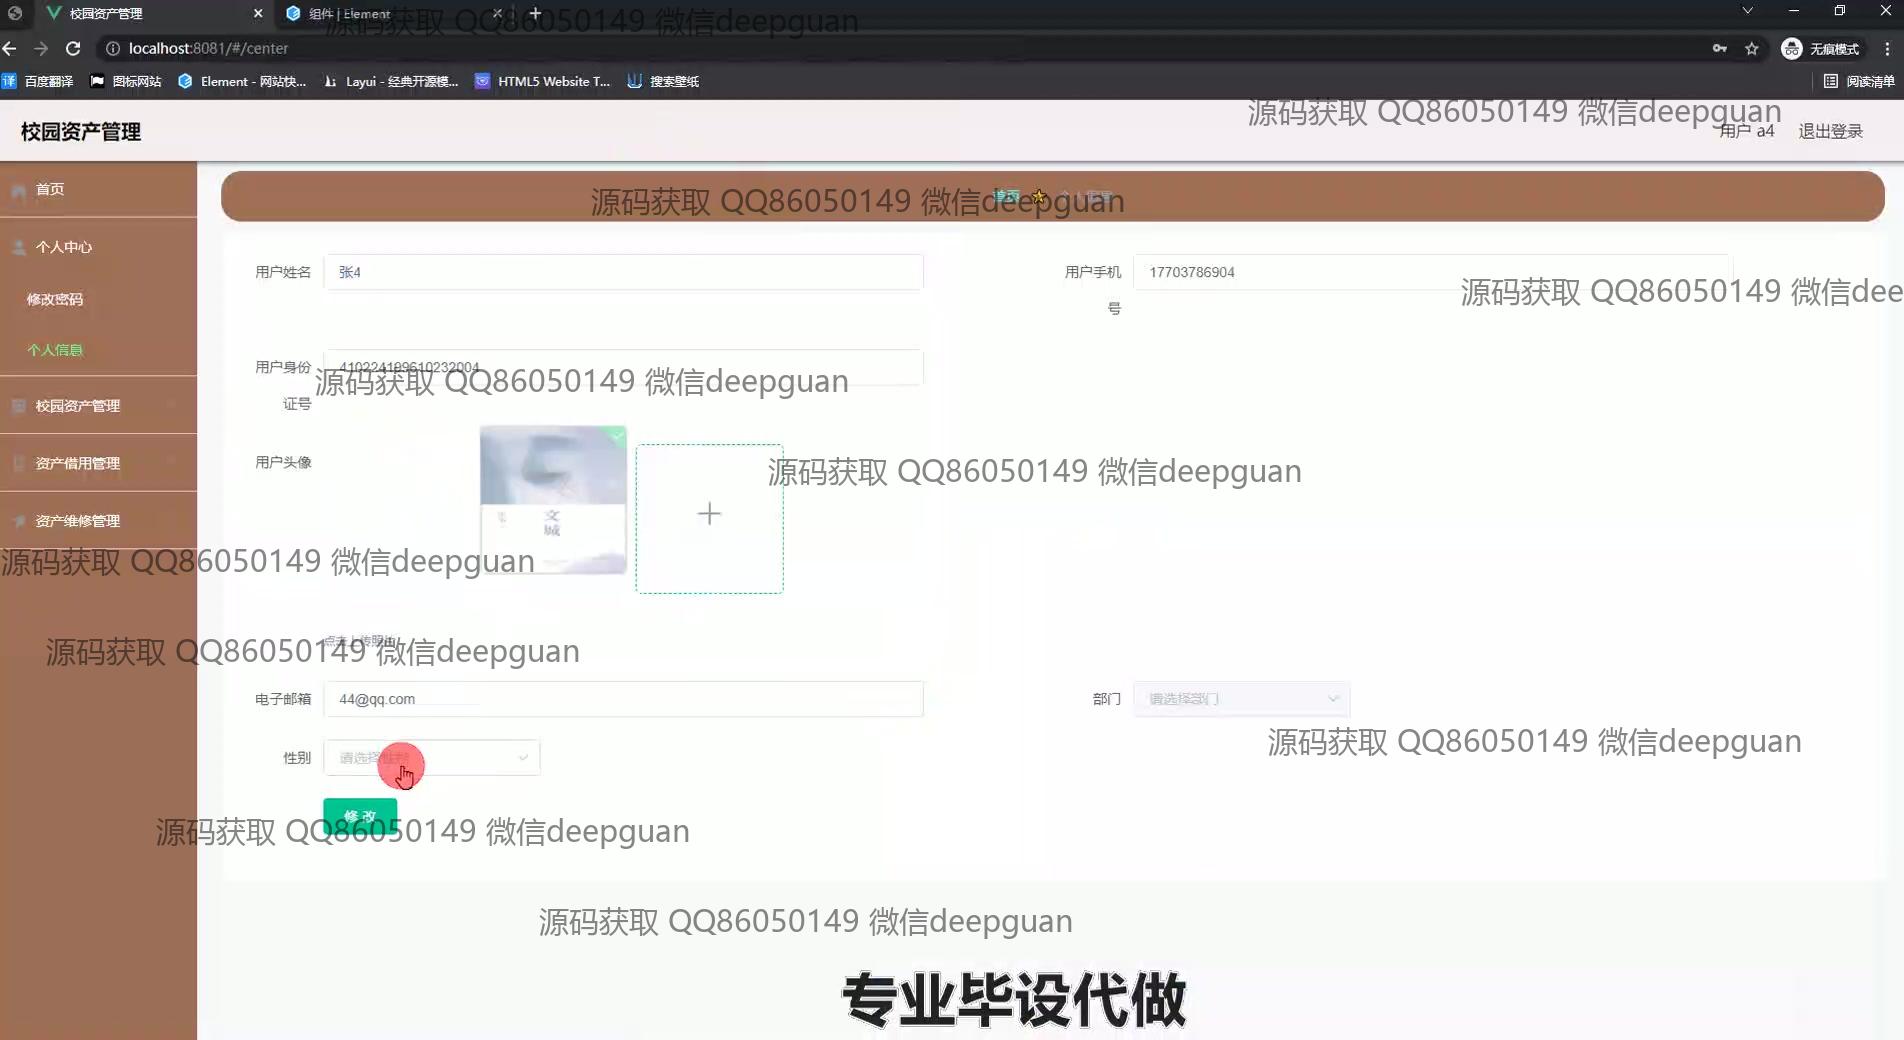 校园资产管理
组件 | Element
localhost:8081/#/center
无痕模式
百度翻译
图标网站
Element - 网站快...
Layui - 经典开源模...
HTML5 Website T...
搜索壁纸
阅读清单
源码获取 QQ86050149 微信deepguan
源码获取 QQ86050149 微信deepguan
校园资产管理
用户 a4
退出登录
首页
首页
源码获取 QQ86050149 微信deepguan
个人中心
修改密码
个人信息
校园资产管理
资产借用管理
资产维修管理
用户姓名
张4
用户手机号
17703786904
源码获取 QQ86050149 微信dee
用户身份证号
410224199610232004
源码获取 QQ86050149 微信deepguan
用户头像
文城
源码获取 QQ86050149 微信deepguan
源码获取 QQ86050149 微信deepguan
点击上传照片
源码获取 QQ86050149 微信deepguan
电子邮箱
44@qq.com
部门
请选择部门
源码获取 QQ86050149 微信deepguan
性别
请选择性别
修改
源码获取 QQ86050149 微信deepguan
源码获取 QQ86050149 微信deepguan
专业毕设代做